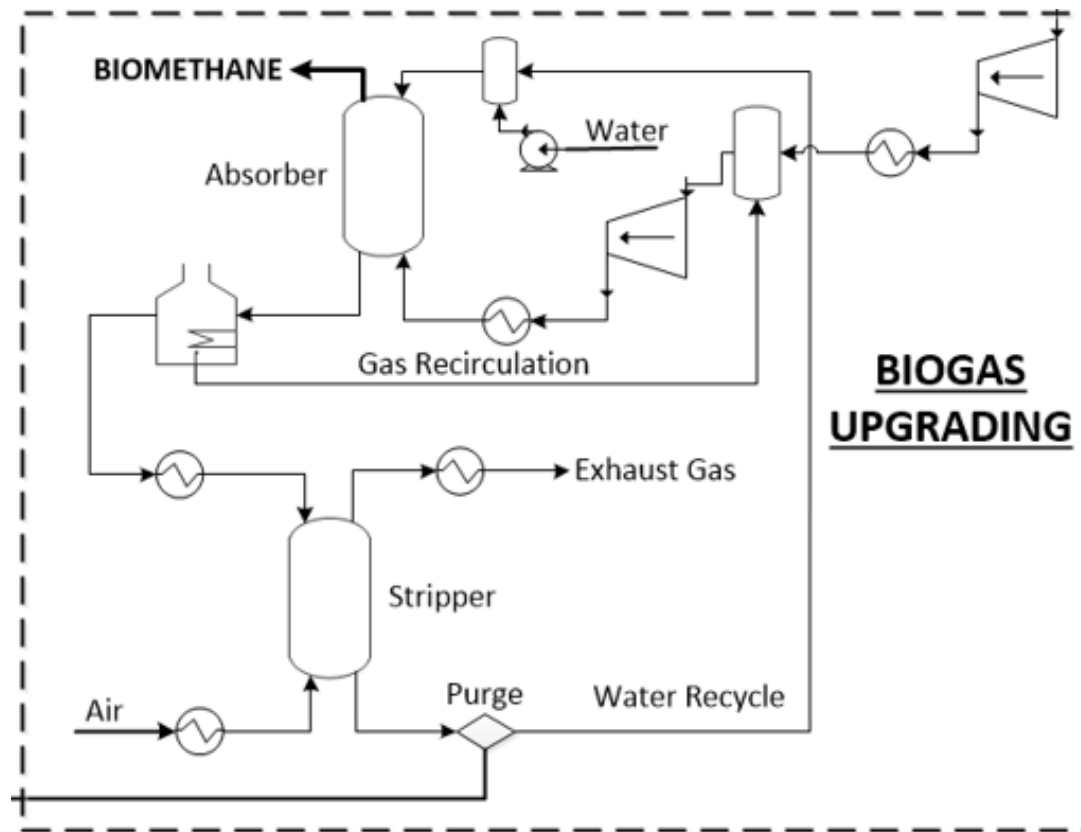 BIOMETHANE
Water
Absorber
Gas Recirculation
BIOGAS
UPGRADING
Exhaust Gas
Stripper
Air
Purge
Water Recycle